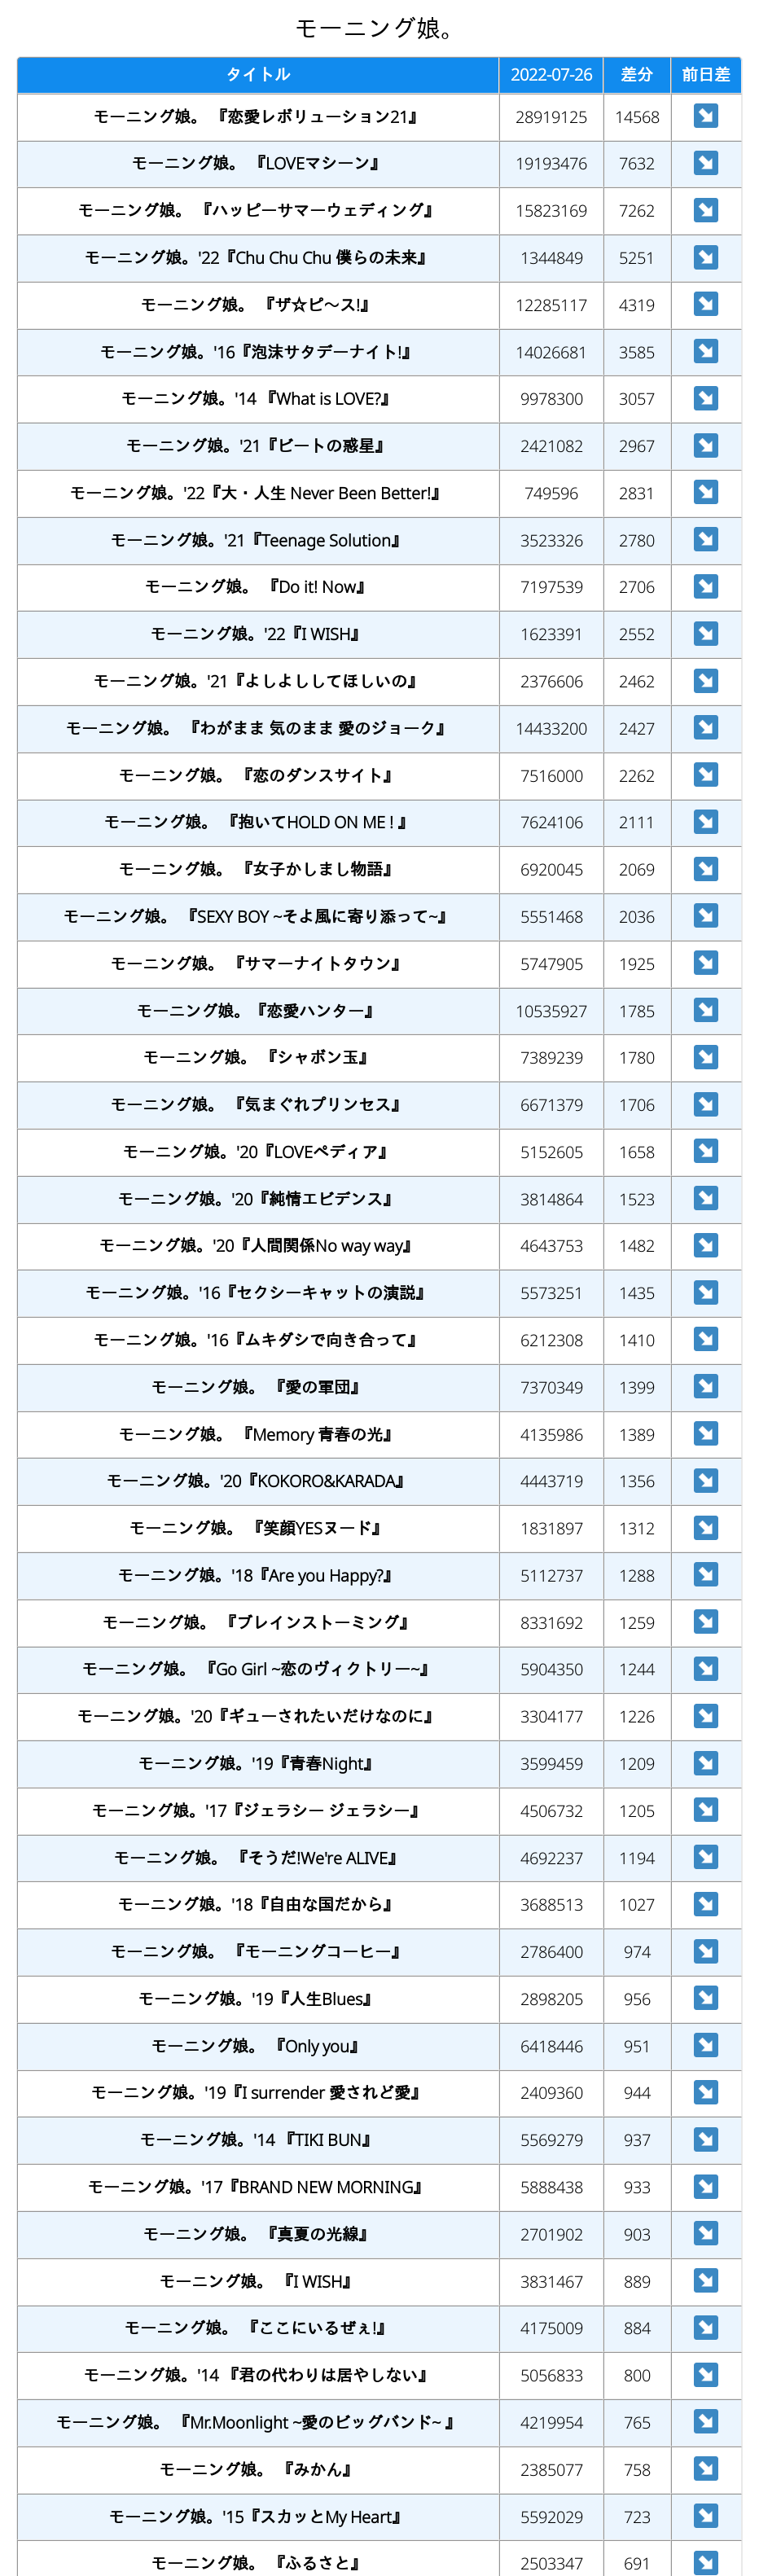 モーニング娘。
タイトル 2022-07-26 差分 前日差
モーニング娘。 『恋愛レボリューション21』 28919125 14568
モーニング娘。 『LOVEマシーン』 19193476 7632
モーニング娘。 『ハッピーサマーウェディング』 15823169 7262
モーニング娘。'22『Chu Chu Chu 僕らの未来』 1344849 5251
モーニング娘。 『ザ☆ピ〜ス!』 12285117 4319
モーニング娘。'16『泡沫サタデーナイト!』 14026681 3585
モーニング娘。'14 『What is LOVE?』 9978300 3057
モーニング娘。'21『ビートの惑星』 2421082 2967
モーニング娘。'22『大・人生 Never Been Better!』 749596 2831
モーニング娘。'21『Teenage Solution』 3523326 2780
モーニング娘。 『Do it! Now』 7197539 2706
モーニング娘。'22『I WISH』 1623391 2552
モーニング娘。'21『よしよししてほしいの』 2376606 2462
モーニング娘。 『わがまま 気のまま 愛のジョーク』 14433200 2427
モーニング娘。 『恋のダンスサイト』 7516000 2262
モーニング娘。 『抱いてHOLD ON ME ! 』 7624106 2111
モーニング娘。 『女子かしまし物語』 6920045 2069
モーニング娘。 『SEXY BOY ~そよ風に寄り添って~』 5551468 2036
モーニング娘。 『サマーナイトタウン』 5747905 1925
モーニング娘。『恋愛ハンター』 10535927 1785
モーニング娘。 『シャボン玉』 7389239 1780
モーニング娘。 『気まぐれプリンセス』 6671379 1706
モーニング娘。'20『LOVEペディア』 5152605 1658
モーニング娘。'20『純情エビデンス』 3814864 1523
モーニング娘。'20『人間関係No way way』 4643753 1482
モーニング娘。'16『セクシーキャットの演説』 5573251 1435
モーニング娘。'16『ムキダシで向き合って』 6212308 1410
モーニング娘。 『愛の軍団』 7370349 1399
モーニング娘。 『Memory 青春の光』 4135986 1389
モーニング娘。'20『KOKORO&KARADA』 4443719 1356
モーニング娘。 『笑顔YESヌード』 1831897 1312
モーニング娘。'18『Are you Happy?』 5112737 1288
モーニング娘。 『ブレインストーミング』 8331692 1259
モーニング娘。 『Go Girl ~恋のヴィクトリー~』 5904350 1244
モーニング娘。'20『ギューされたいだけなのに』 3304177 1226
モーニング娘。'19『青春Night』 3599459 1209
モーニング娘。'17『ジェラシー ジェラシー』 4506732 1205
モーニング娘。 『そうだ!We're ALIVE』 4692237 1194
モーニング娘。'18『自由な国だから』 3688513 1027
モーニング娘。 『モーニングコーヒー』 2786400 974
モーニング娘。'19『人生Blues』 2898205 956
モーニング娘。 『Only you』 6418446 951
モーニング娘。'19『I surrender 愛されど愛』 2409360 944
モーニング娘。'14 『TIKI BUN』 5569279 937
モーニング娘。'17『BRAND NEW MORNING』 5888438 933
モーニング娘。 『真夏の光線』 2701902 903
モーニング娘。 『I WISH』 3831467 889
モーニング娘。 『ここにいるぜぇ!』 4175009 884
モーニング娘。'14 『君の代わりは居やしない』 5056833 800
モーニング娘。 『Mr.Moonlight ~愛のビッグバンド~ 』 4219954 765
モーニング娘。 『みかん』 2385077 758
モーニング娘。'15『スカッとMy Heart』 5592029 723
モーニング娘。 『ふるさと』 2503347 691